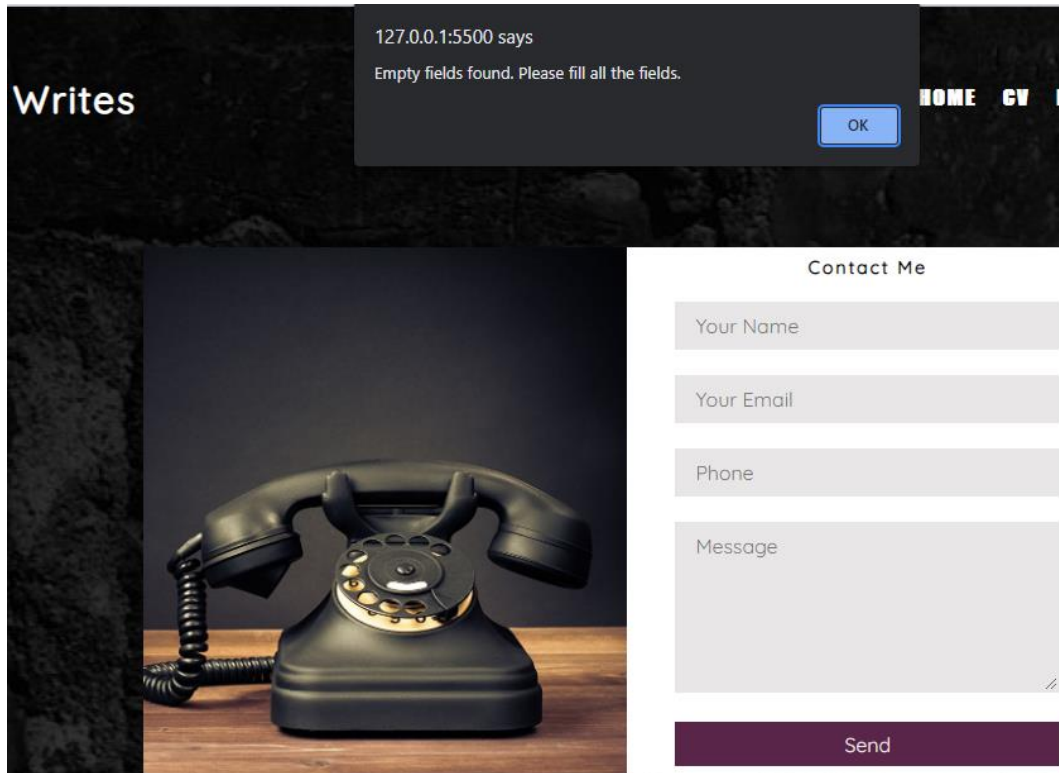 127.0.0.1:5500 says
Empty fields found. Please fill all the fields.
OK
Writes
HOME CV
Contact Me
Your Name
Your Email
Phone
Message
Send